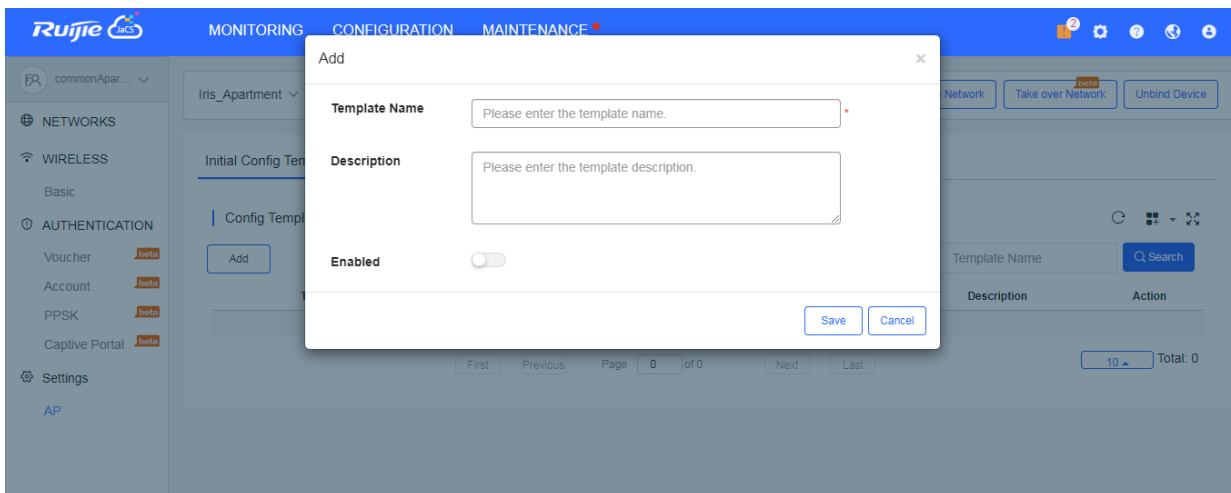 Ruijie JaCS MONITORING CONFIGURATION MAINTENANCE 2
Add ×
commonApar...
Iris_Apartment Network Take over Network beta Unbind Device
Template Name Please enter the template name. *
NETWORKS
WIRELESS Initial Config Tem Description Please enter the template description.
Basic
Config Templ
AUTHENTICATION
Voucher beta Add Enabled Template Name Search
Account beta T Description Action
PPSK beta Save Cancel
Captive Portal beta
First Previous Page 0 of 0 Next Last 10 Total: 0
Settings
AP